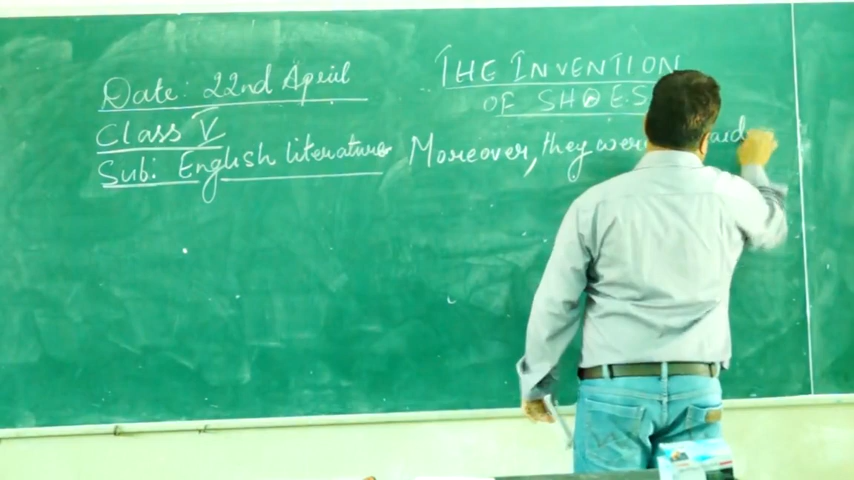 Date: 22nd April
Class V
Sub: English literature
THE INVENTION
OF SHOES
Moreover, they were